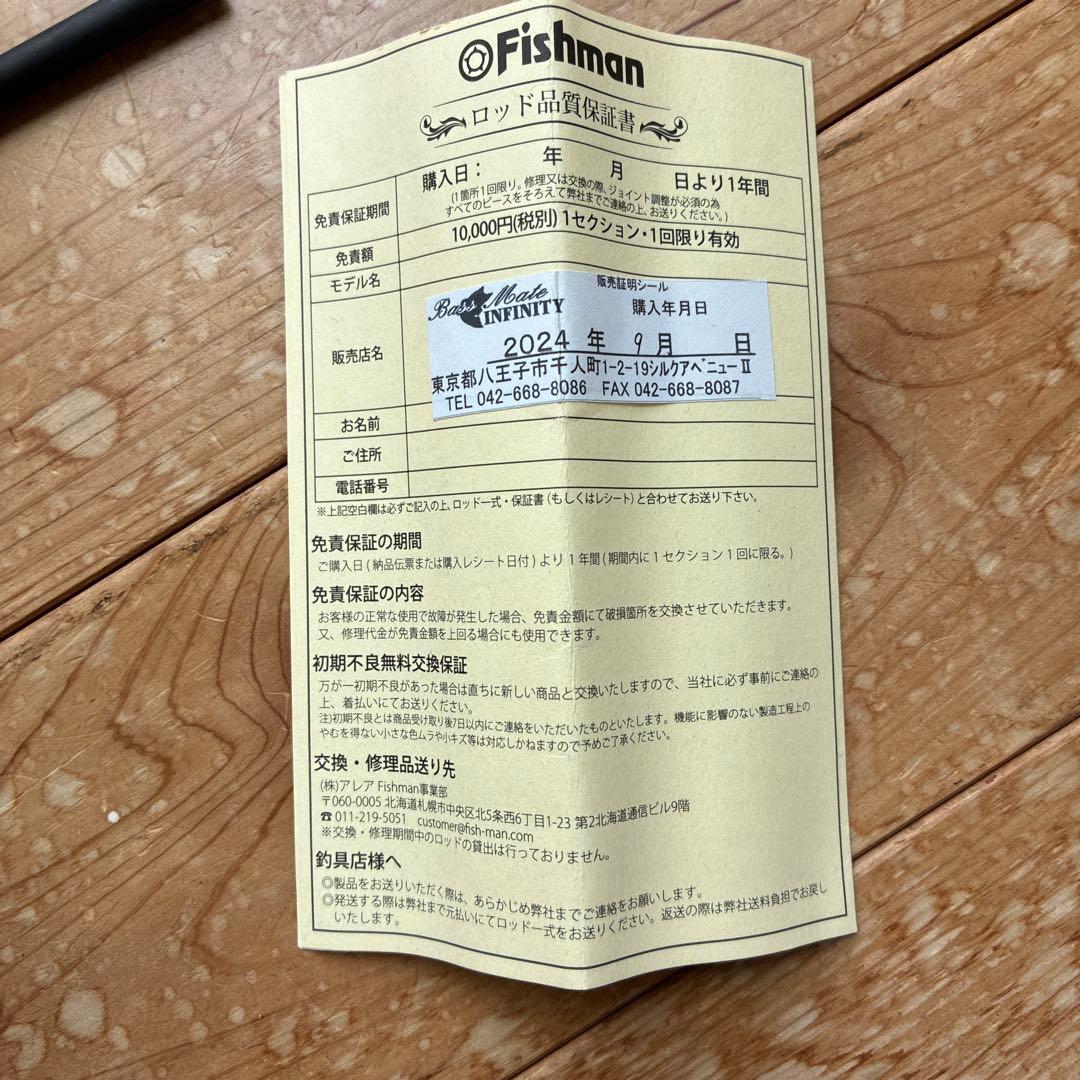 Fishman
ロッド品質保証書
免責保証期間
購入日： 年 月 日より1年間
(1箇所1回限り。修理又は交換の際、ジョイント調整が必須の為
すべてのピースをそろえて弊社までご連絡の上、お送りください。)
免責額
10,000円(税別) 1セクション・1回限り有効
モデル名
販売店名
Bass Mate
INFINITY
販売証明シール
購入年月日
2024 年 9月 日
東京都八王子市千人町1-2-19シルクアベニューⅡ
TEL 042-668-8086 FAX 042-668-8087
お名前
ご住所
電話番号
※上記空白欄は必ずご記入の上、ロッド一式・保証書（もしくはレシート）と合わせてお送り下さい。
免責保証の期間
ご購入日(納品伝票または購入レシート日付)より1年間(期間内に1セクション1回に限る。)
免責保証の内容
お客様の正常な使用で故障が発生した場合、免責金額にて破損箇所を交換させていただきます。
又、修理代金が免責金額を上回る場合にも使用できます。
初期不良無料交換保証
万が一初期不良があった場合は直ちに新しい商品と交換いたしますので、当社に必ず事前にご連絡の
上、着払いにてお送りください。
注)初期不良とは商品受け取り後7日以内にご連絡をいただいたものといたします。機能に影響のない製造工程上の
やむを得ない小さな色ムラや小キズ等は対応しかねますので予めご了承ください。
交換・修理品送り先
(株)アレア Fishman事業部
〒060-0005 北海道札幌市中央区北5条西6丁目1-23 第2北海道通信ビル9階
☎ 011-219-5051 customer@fish-man.com
※交換・修理期間中のロッドの貸出は行っておりません。
釣具店様へ
◎製品をお送りいただく際は、あらかじめ弊社までご連絡をお願いします。
◎発送する際は弊社まで元払いにてロッド一式をお送りください。返送の際は弊社送料負担でお戻し
いたします。